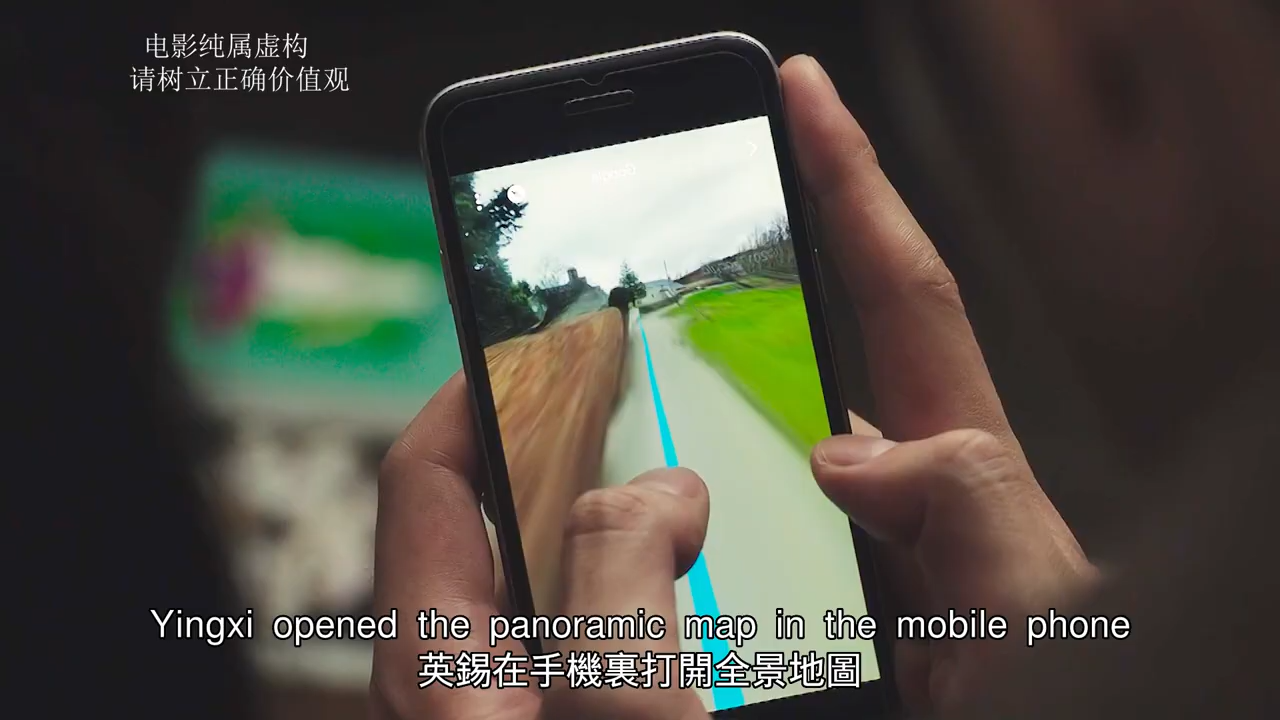 电影纯属虚构
请树立正确价值观
Yingxi opened the panoramic map in the mobile phone
英錫在手機裏打開全景地圖